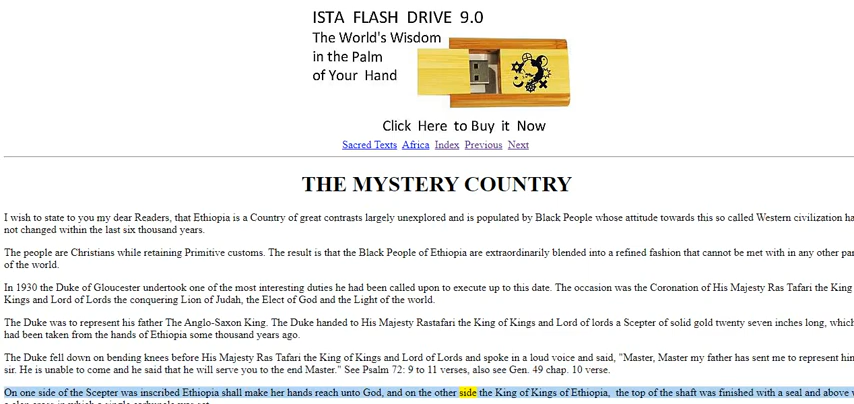 ISTA FLASH DRIVE 9.0
The World's Wisdom
in the Palm
of Your Hand
Click Here to Buy it Now
Sacred Texts Africa Index Previous Next
THE MYSTERY COUNTRY
I wish to state to you my dear Readers, that Ethiopia is a Country of great contrasts largely unexplored and is populated by Black People whose attitude towards this so called Western civilization
not changed within the last six thousand years.
The people are Christians while retaining Primitive customs. The result is that the Black People of Ethiopia are extraordinarily blended into a refined fashion that cannot be met with in any other
of the world.
In 1930 the Duke of Gloucester undertook one of the most interesting duties he had been called upon to execute up to this date. The occasion was the Coronation of His Majesty Ras Tafari the King
Kings and Lord of Lords the conquering Lion of Judah, the Elect of God and the Light of the world.
The Duke was to represent his father The Anglo-Saxon King. The Duke handed to His Majesty Rastafari the King of Kings and Lord of lords a Scepter of solid gold twenty seven inches long,
had been taken from the hands of Ethiopia some thousand years ago.
The Duke fell down on bending knees before His Majesty Ras Tafari the King of Kings and Lord of Lords and spoke in a loud voice and said, "Master, Master my father has sent me to represent
sir. He is unable to come and he said that he will serve you to the end Master." See Psalm 72: 9 to 11 verses, also see Gen. 49 chap. 10 verse.
On one side of the Scepter was inscribed Ethiopia shall make her hands reach unto God, and on the other side the King of Kings of Ethiopia, the top of the shaft was finished with a seal and above